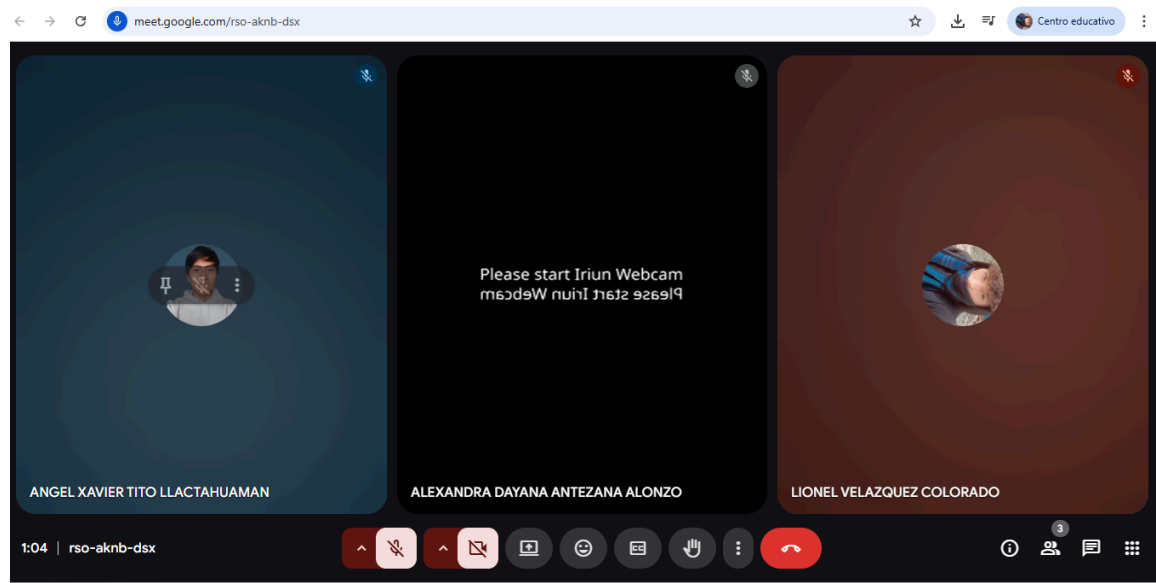 meet.google.com/rso-aknb-dsx
Centro educativo
Please start Iriun Webcam
Please start Iriun Webcam
ANGEL XAVIER TITO LLACTAHUAMAN
ALEXANDRA DAYANA ANTEZANA ALONZO
LIONEL VELAZQUEZ COLORADO
1:04 | rso-aknb-dsx
CC
3